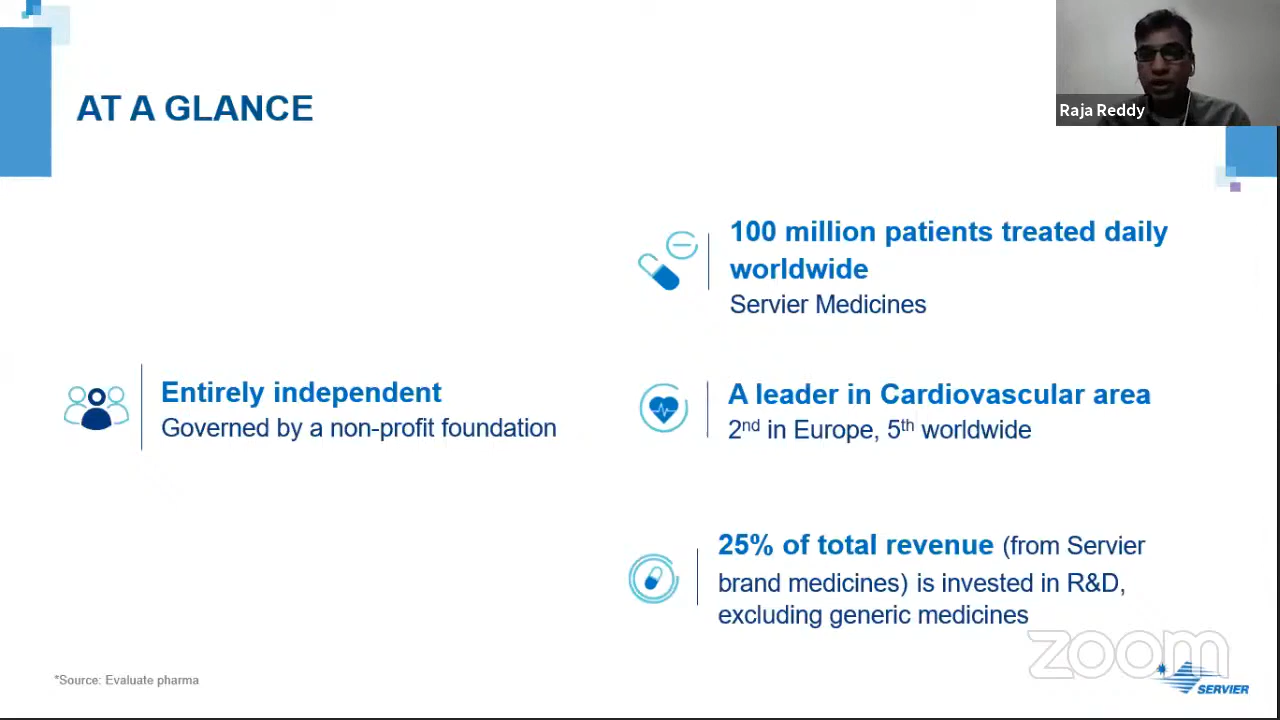 AT A GLANCE
Raja Reddy
100 million patients treated daily
worldwide
Servier Medicines
Entirely independent
Governed by a non-profit foundation
A leader in Cardiovascular area
2nd in Europe, 5th worldwide
25% of total revenue (from Servier
brand medicines) is invested in R&D,
excluding generic medicines
zoom
*Source: Evaluate pharma
SERVIER